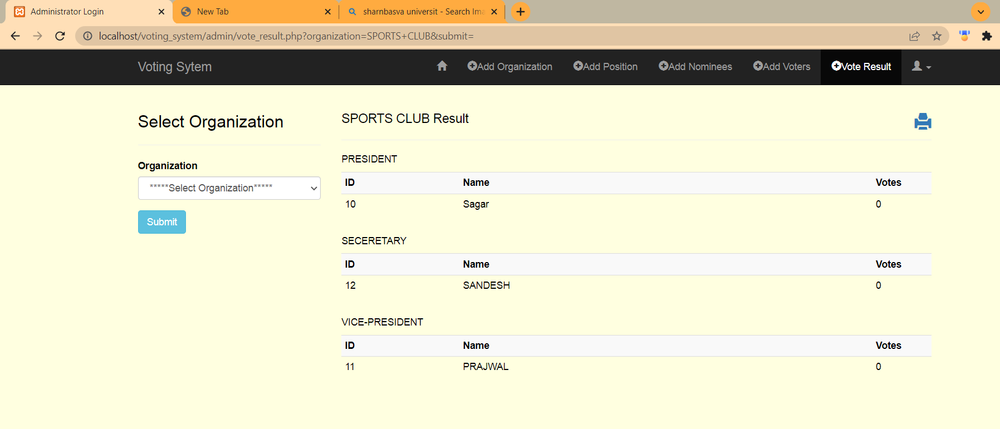 Administrator Login
New Tab
sharnbasva universit - Search Ima
localhost/voting_system/admin/vote_result.php?organization=SPORTS+CLUB&submit=
Voting Sytem
Add Organization
Add Position
Add Nominees
Add Voters
Vote Result
Select Organization
Organization
*****Select Organization*****
Submit
SPORTS CLUB Result
PRESIDENT
ID Name Votes
10 Sagar 0
SECERETARY
ID Name Votes
12 SANDESH 0
VICE-PRESIDENT
ID Name Votes
11 PRAJWAL 0